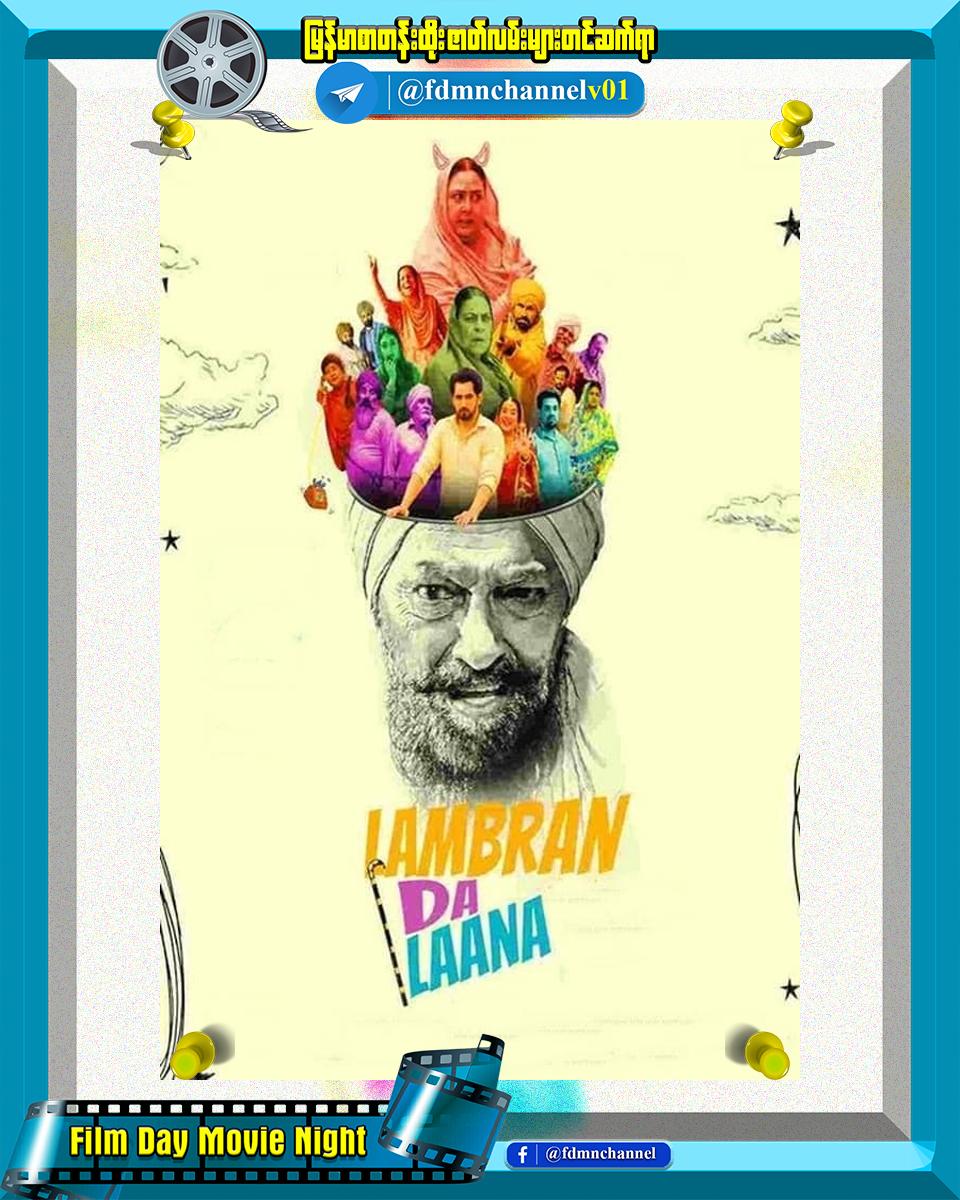 မြန်မာစာတန်းထိုးဇာတ်လမ်းများတင်ဆက်ရာ
@fdmnchannelv01
LAMBRAN
DA
LAANA
Film Day Movie Night
f @fdmnchannel